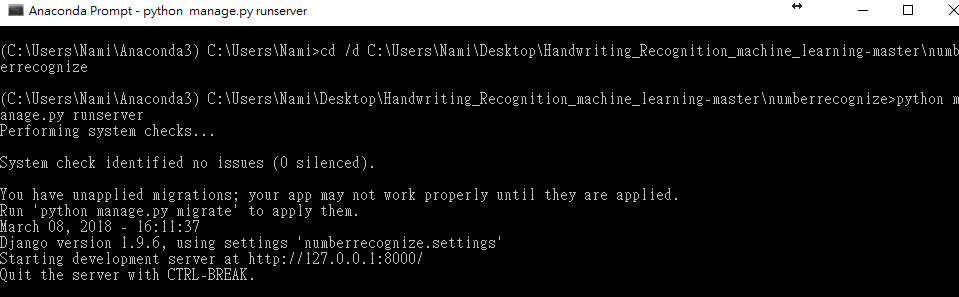 Anaconda Prompt - python  manage.py runserver
(C:\Users\Nami\Anaconda3) C:\Users\Nami>cd /d C:\Users\Nami\Desktop\Handwriting_Recognition_machine_learning-master\numb
errecognize
(C:\Users\Nami\Anaconda3) C:\Users\Nami\Desktop\Handwriting_Recognition_machine_learning-master\numberrecognize>python m
anage.py runserver
Performing system checks...
System check identified no issues (0 silenced).
You have unapplied migrations; your app may not work properly until they are applied.
Run 'python manage.py migrate' to apply them.
March 08, 2018 - 16:11:37
Django version 1.9.6, using settings 'numberrecognize.settings'
Starting development server at http://127.0.0.1:8000/
Quit the server with CTRL-BREAK.